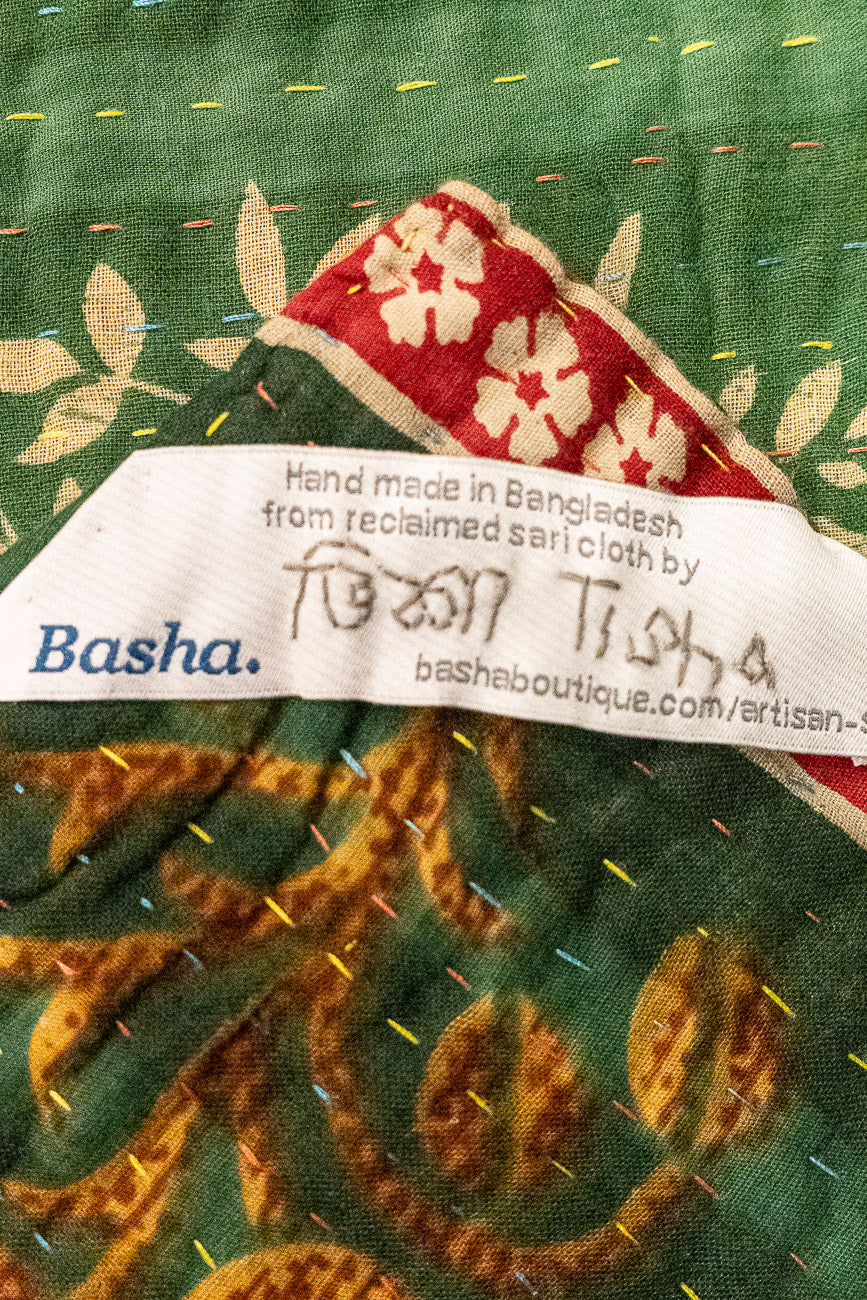 Hand made in Bangladesh
from reclaimed sari cloth by
Tisha
Basha.
bashaboutique.com/artisan-s